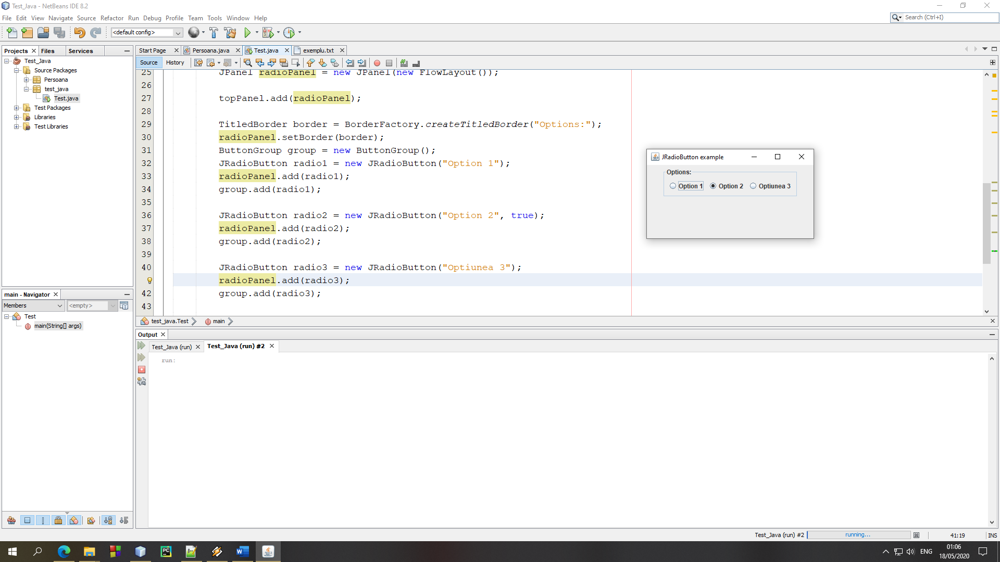 Test_Java - NetBeans IDE 8.2
File Edit View Navigate Source Refactor Run Debug Profile Team Tools Window Help
Search (Ctrl+I)
<default config>
Projects Files Services
Start Page Persoana.java Test.java exemplu.txt
Source History
Test_Java
Source Packages
Persoana
test_java
Test.java
Test Packages
Libraries
Test Libraries
25 JPanel radioPanel = new JPanel(new FlowLayout());
26
27 topPanel.add(radioPanel);
28
29 TitledBorder border = BorderFactory.createTitledBorder("Options:");
30 radioPanel.setBorder(border);
31 ButtonGroup group = new ButtonGroup();
32 JRadioButton radio1 = new JRadioButton("Option 1");
33 radioPanel.add(radio1);
34 group.add(radio1);
35
36 JRadioButton radio2 = new JRadioButton("Option 2", true);
37 radioPanel.add(radio2);
38 group.add(radio2);
39
40 JRadioButton radio3 = new JRadioButton("Optiunea 3");
radioPanel.add(radio3);
42 group.add(radio3);
43
JRadioButton example
Options:
Option 1 Option 2 Optiunea 3
main - Navigator
Members <empty>
Test
main(String[] args)
test_java.Test main
Output
Test_Java (run) Test_Java (run) #2
run:
Test_Java (run) #2 running... 41:19 INS
ENG
01:06
18/05/2020